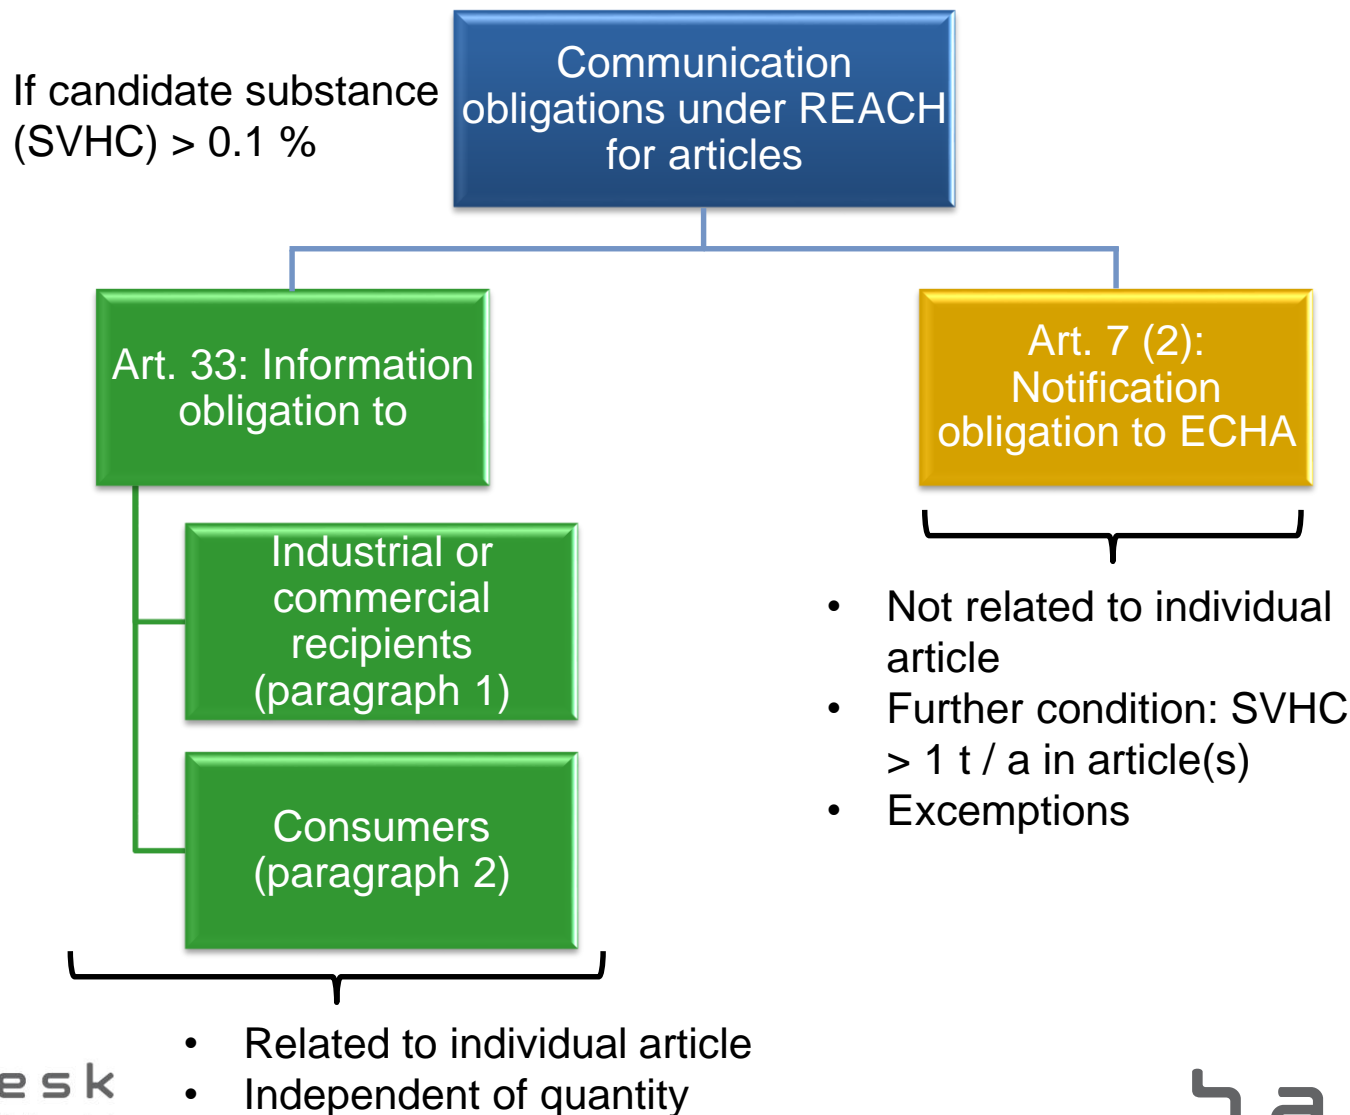 If candidate substance
(SVHC) > 0.1 %
Communication
obligations under REACH
for articles
Art. 33: Information
obligation to
Industrial or
commercial
recipients
(paragraph 1)
Consumers
(paragraph 2)
• Related to individual article
• Independent of quantity
Art. 7 (2):
Notification
obligation to ECHA
• Not related to individual
article
• Further condition: SVHC
> 1 t / a in article(s)
• Excemptions
esk